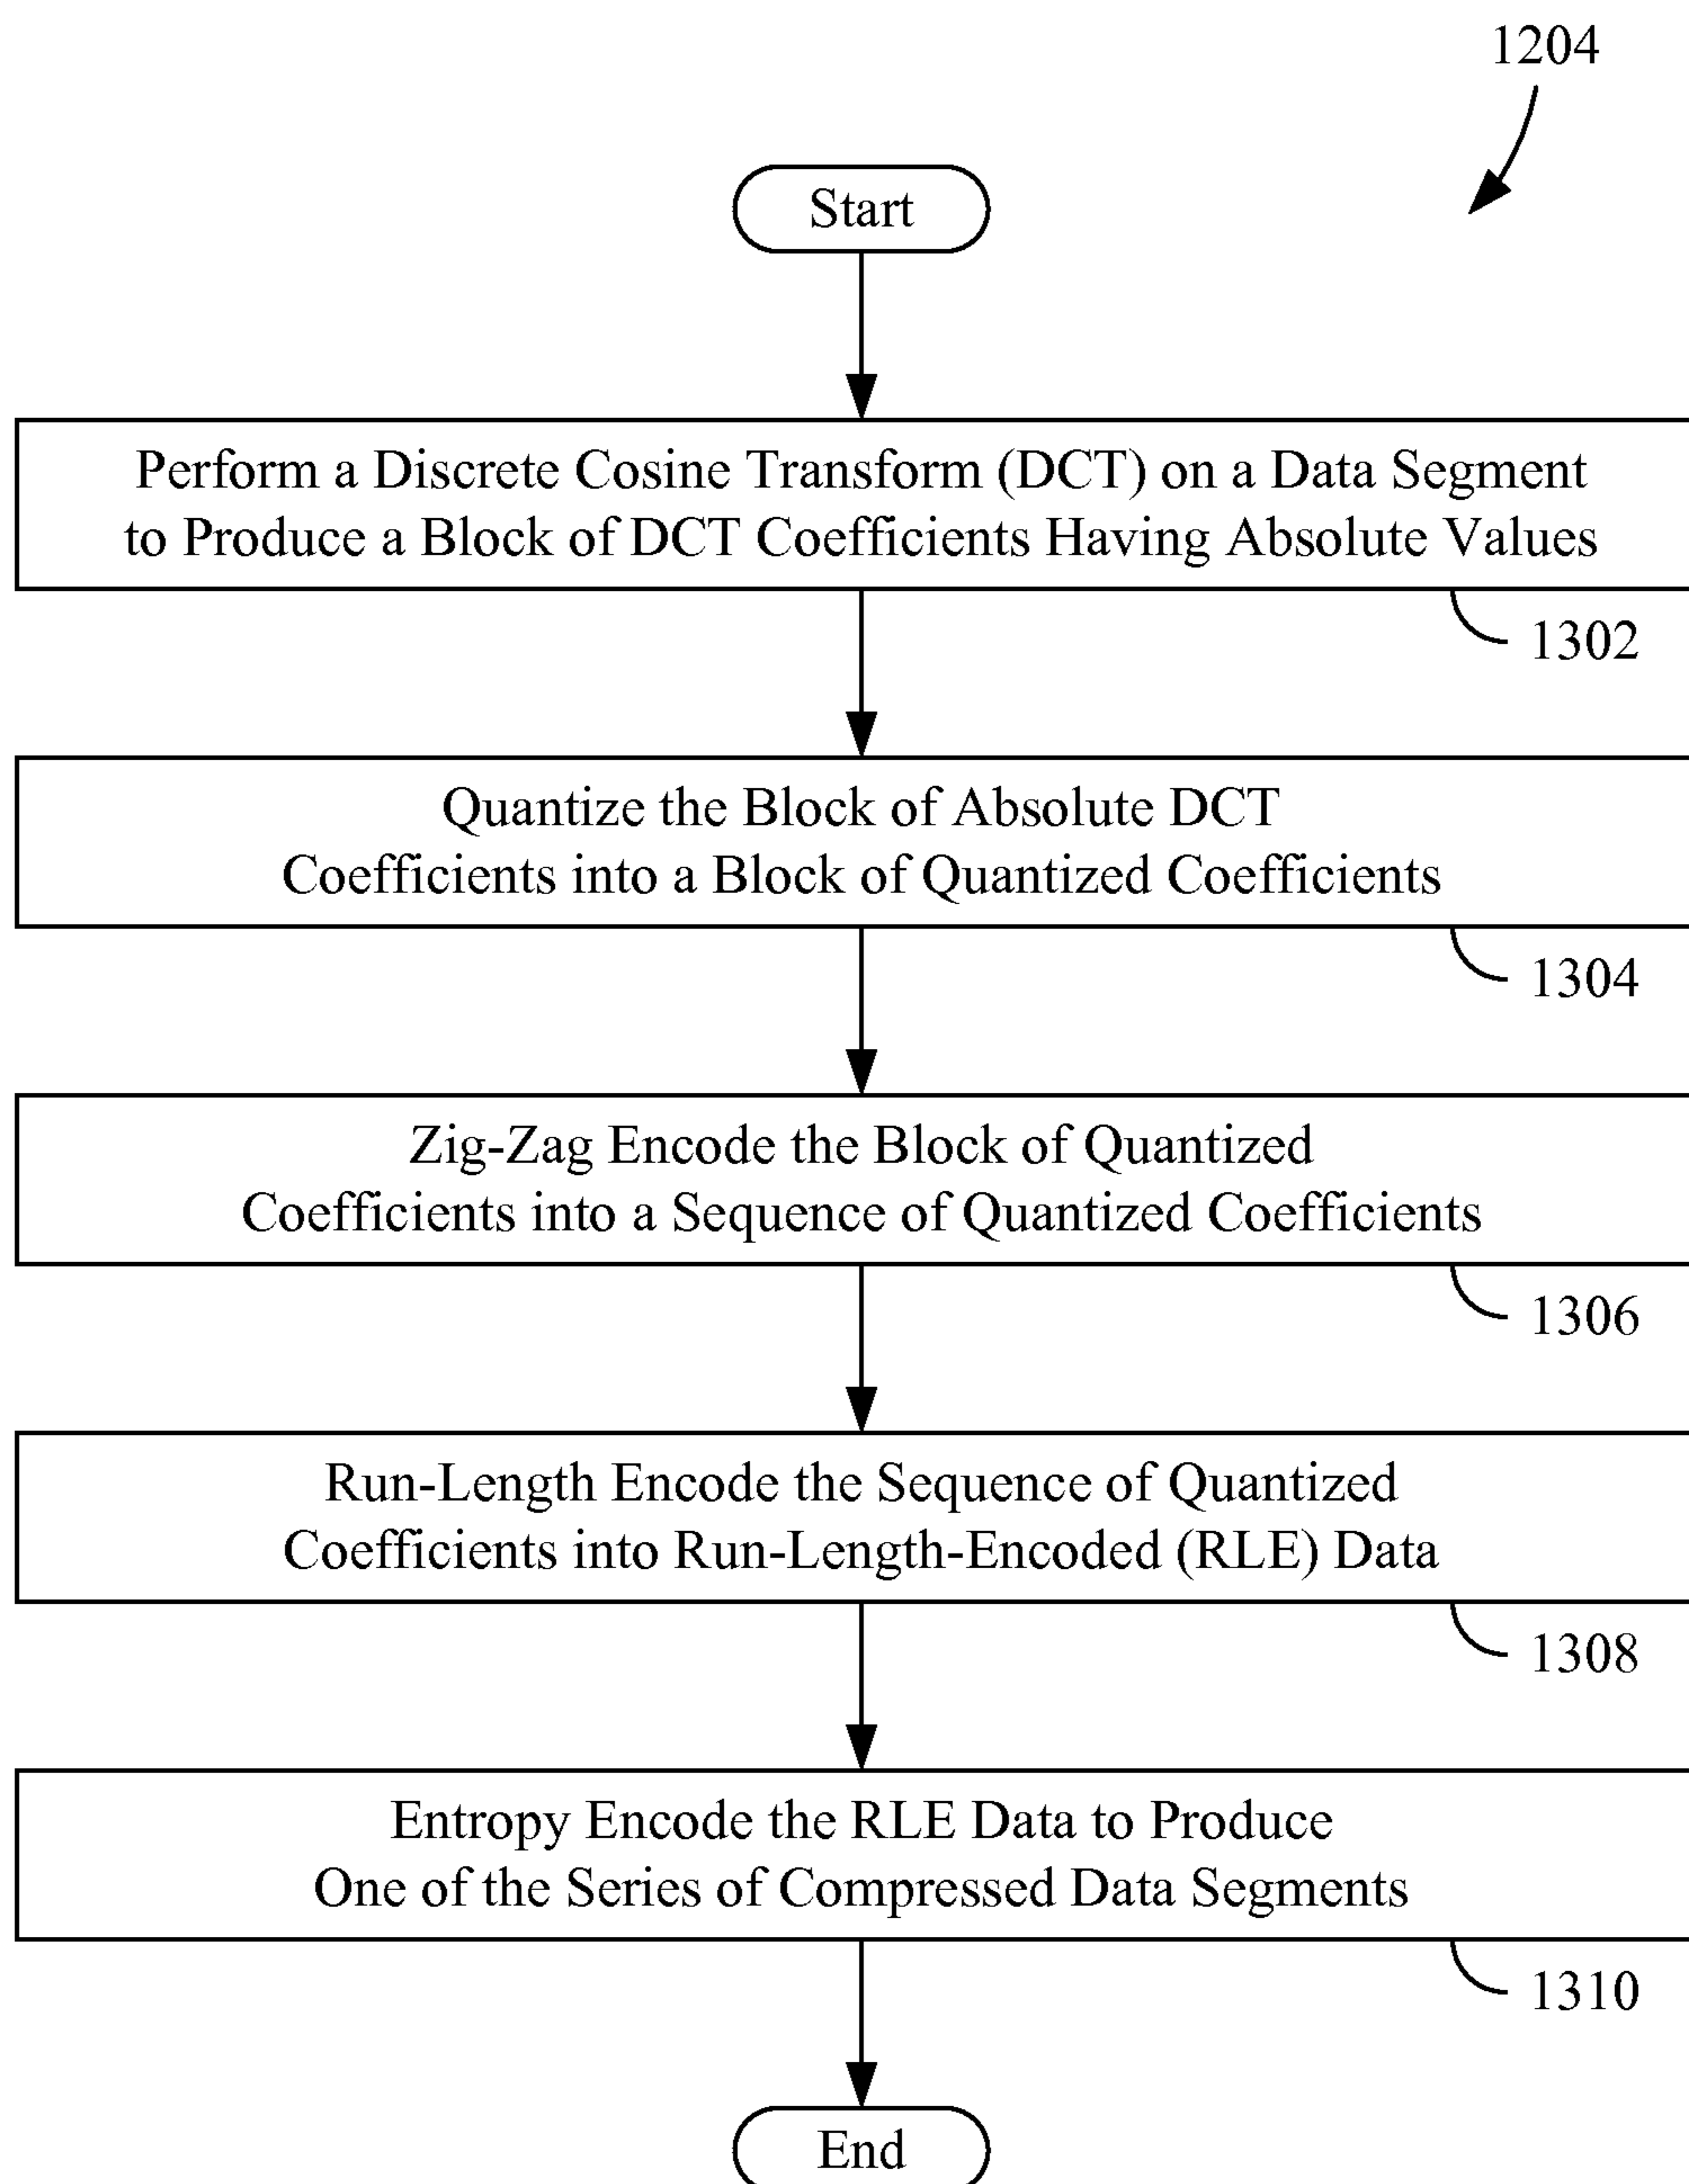 1204
Start
Perform a Discrete Cosine Transform (DCT) on a Data Segment
to Produce a Block of DCT Coefficients Having Absolute Values
1302
Quantize the Block of Absolute DCT
Coefficients into a Block of Quantized Coefficients
1304
Zig-Zag Encode the Block of Quantized
Coefficients into a Sequence of Quantized Coefficients
1306
Run-Length Encode the Sequence of Quantized
Coefficients into Run-Length-Encoded (RLE) Data
1308
Entropy Encode the RLE Data to Produce
One of the Series of Compressed Data Segments
1310
End